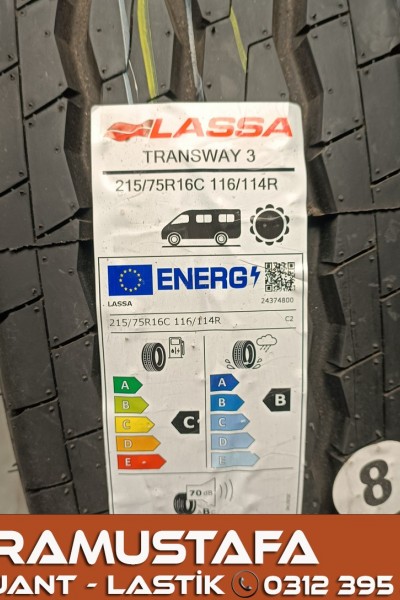 LASSA
TRANSWAY 3
215/75R16C 116/114R
ENERG
LASSA
24374800
215/75R16C 116/114R
C2
A
B
C
D
E
C
A
B
C
D
E
B
70 dB
B
8
RAMUSTAFA
JANT - LASTİK 0312 395